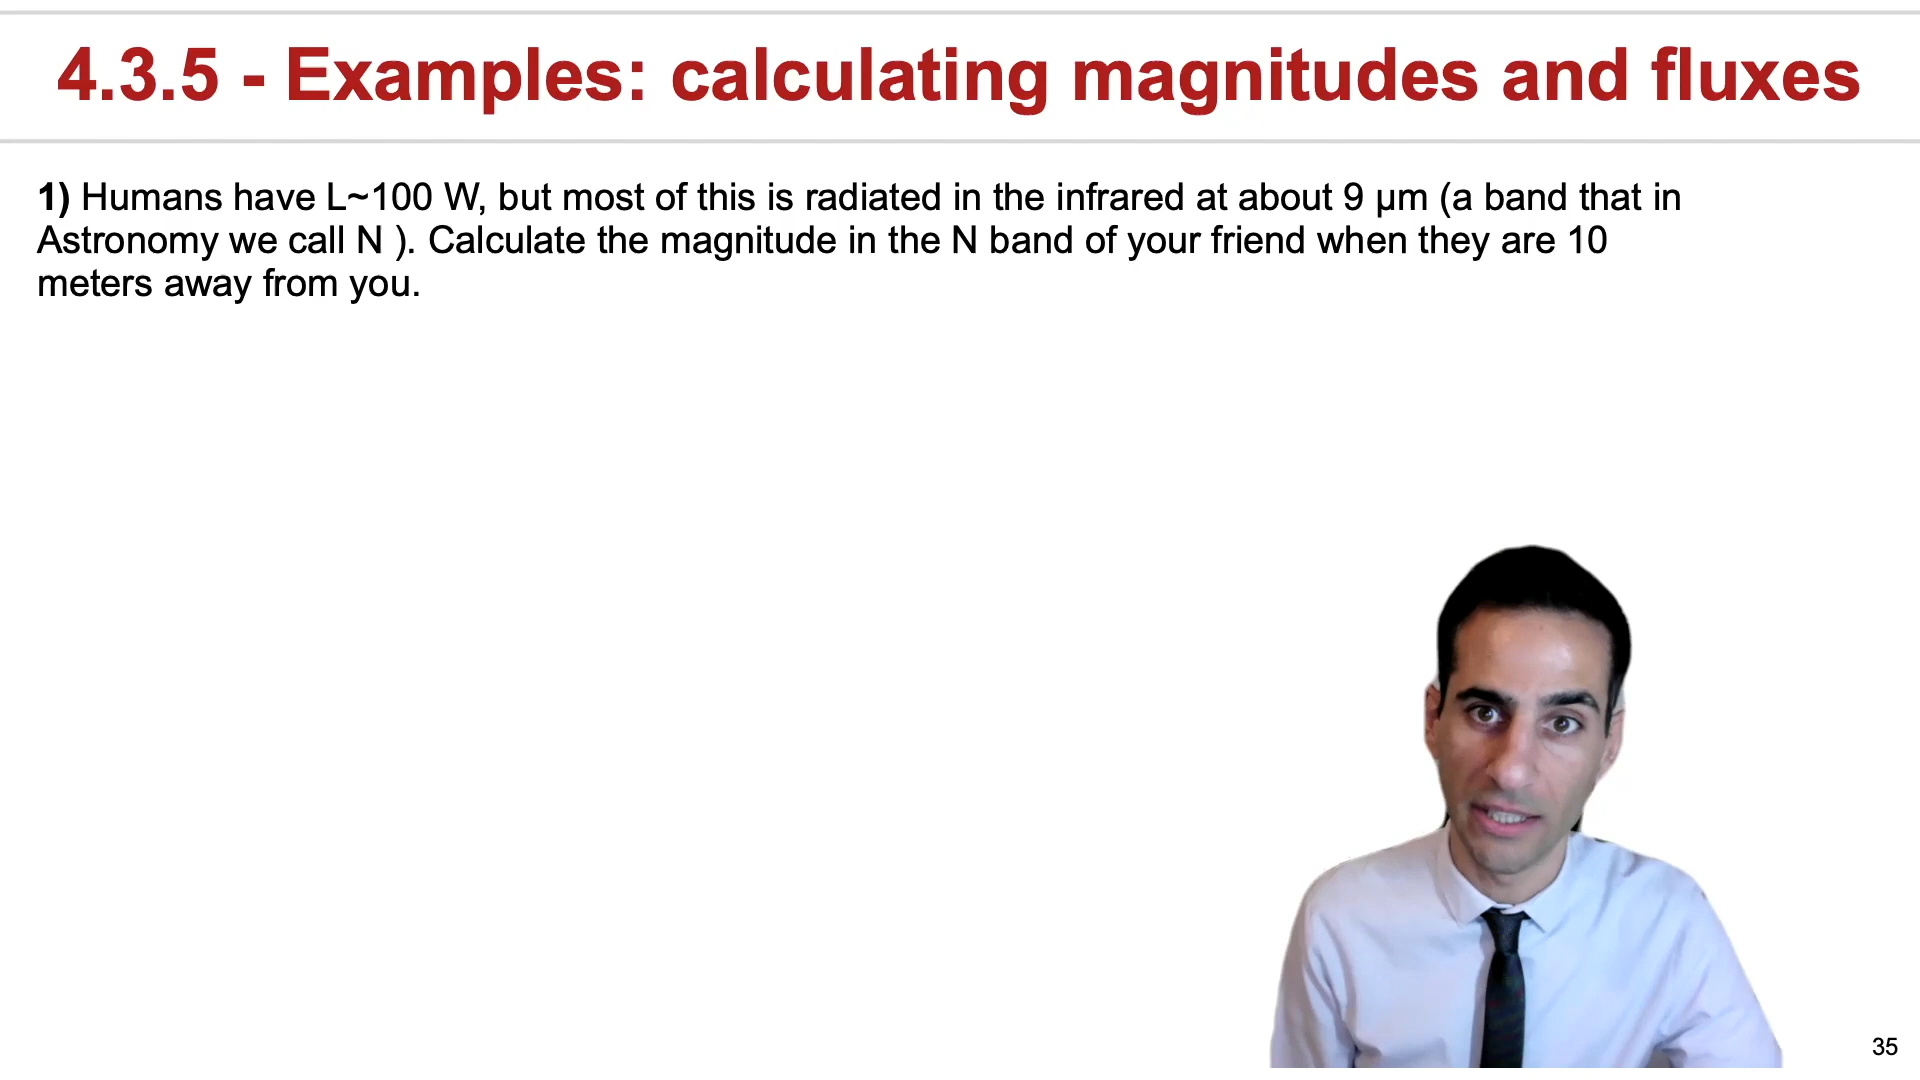 4.3.5 - Examples: calculating magnitudes and fluxes
1) Humans have L~100 W, but most of this is radiated in the infrared at about 9 μm (a band that in
Astronomy we call N ). Calculate the magnitude in the N band of your friend when they are 10
meters away from you.
35